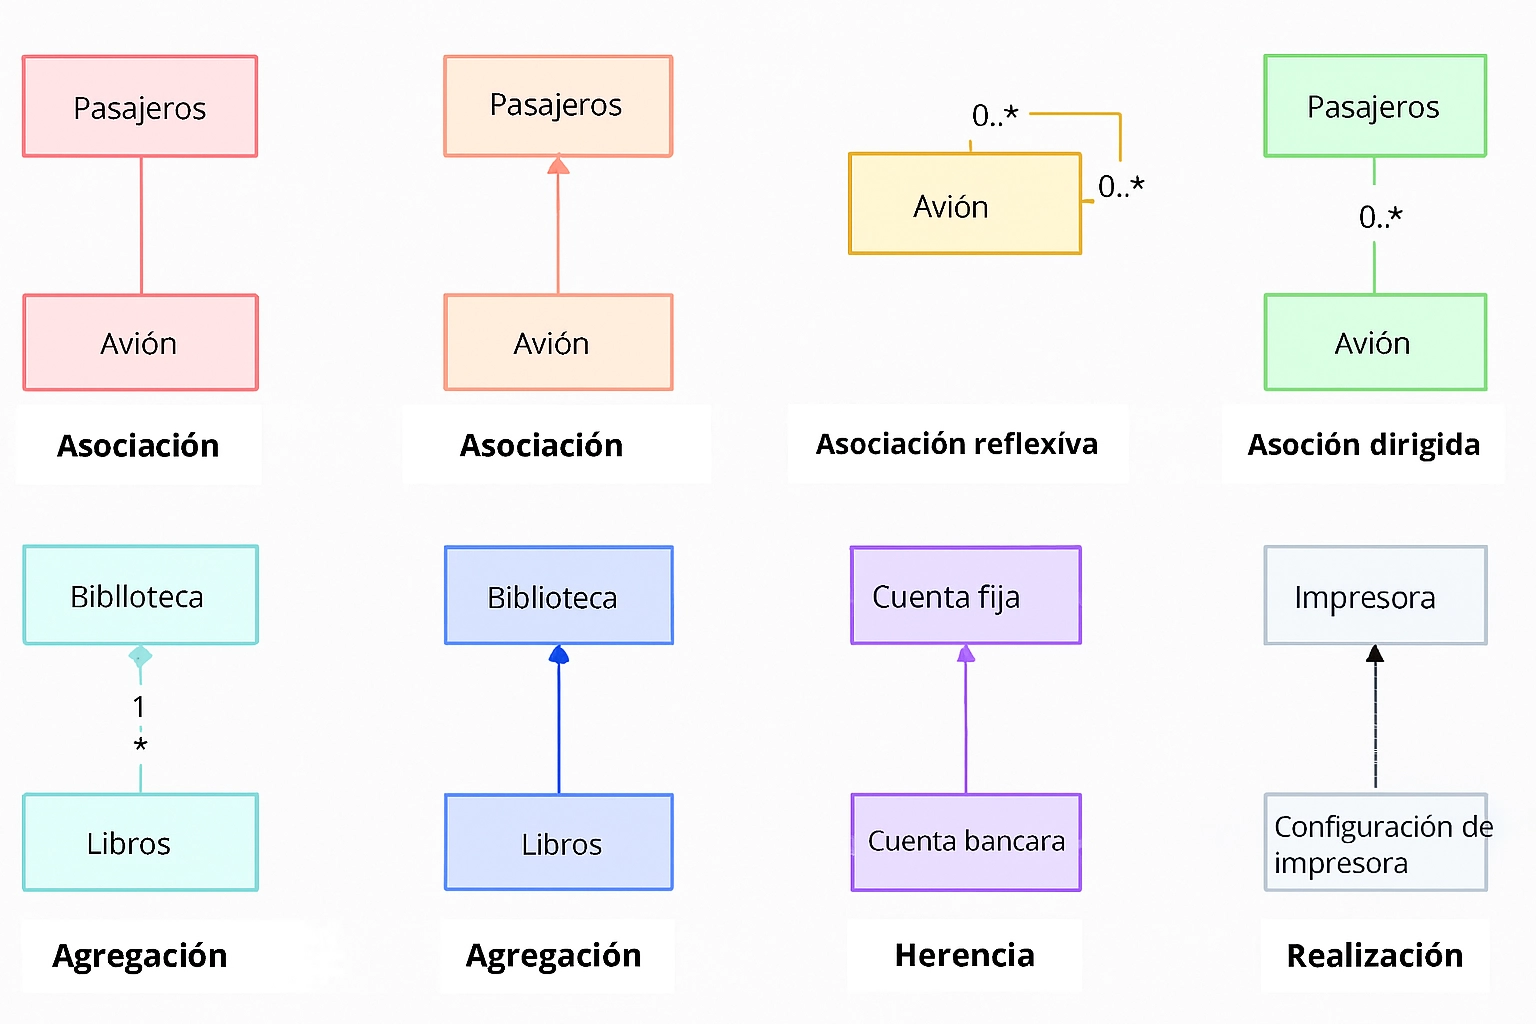 Pasajeros
Avión
Asociación
Pasajeros
Avión
Asociación
0..*
0..*
Avión
Asociación reflexíva
Pasajeros
0..*
Avión
Asoción dirigida
Biblloteca
1
*
Libros
Agregación
Biblioteca
Libros
Agregación
Cuenta fija
Cuenta bancara
Herencia
Impresora
Configuración de
impresora
Realización